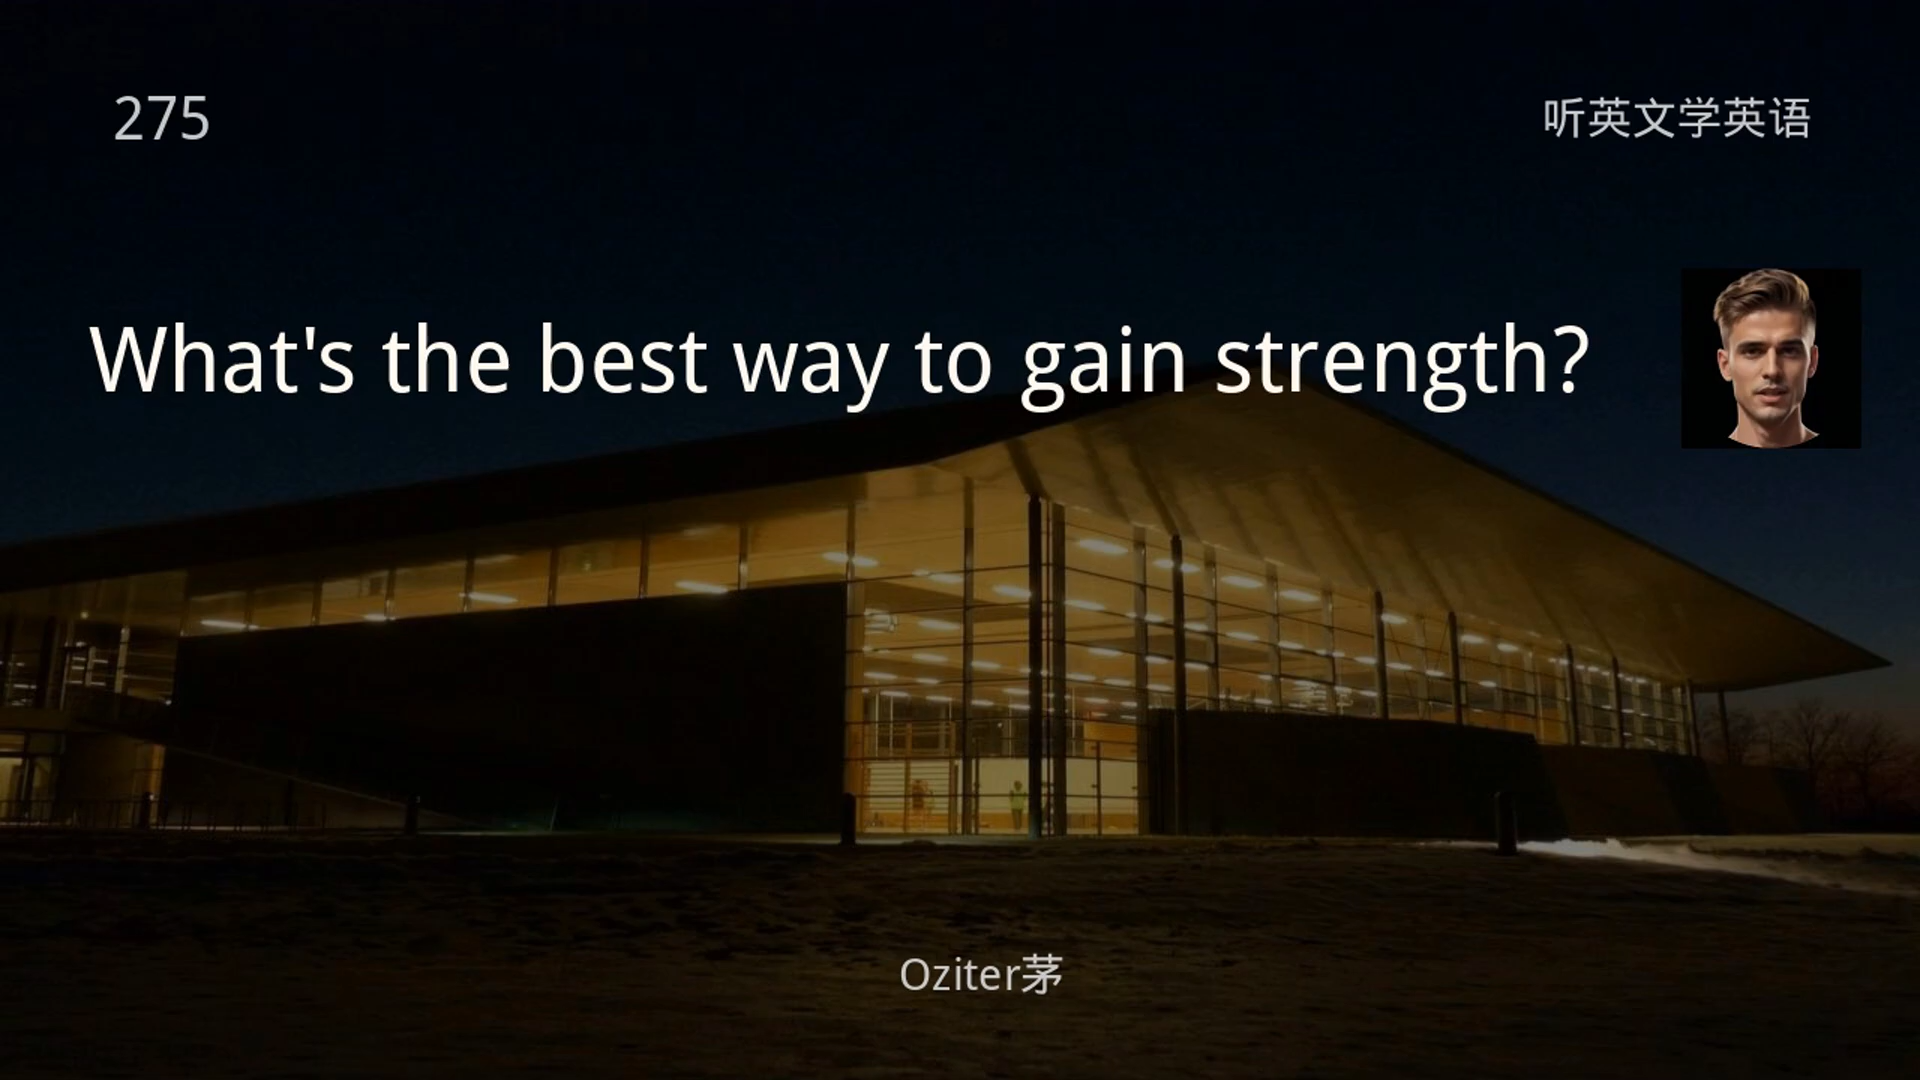 275
听英文学英语
What's the best way to gain strength?
Oziter茅